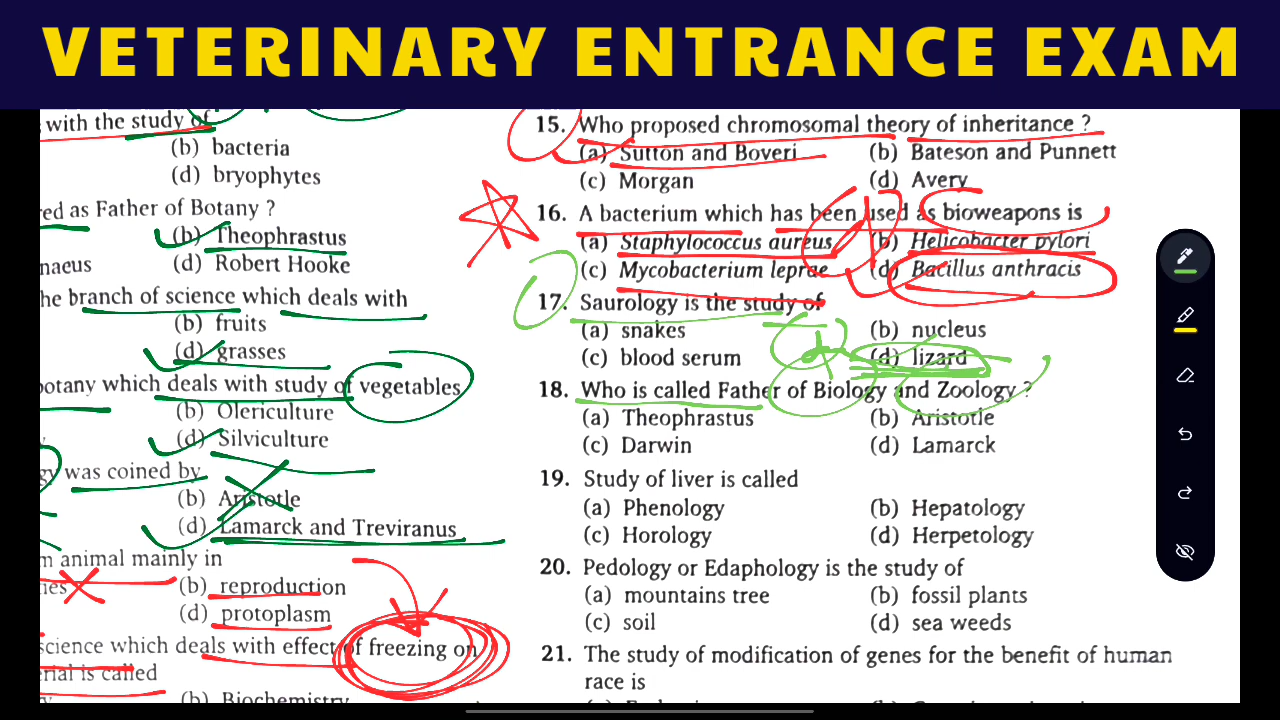 VETERINARY ENTRANCE EXAM
with the study of
(b) bacteria
(d) bryophytes
red as Father of Botany ?
(b) Theophrastus
naeus (d) Robert Hooke
he branch of science which deals with
(b) fruits
(d) grasses
botany which deals with study of vegetables
(b) Olericulture
(d) Silviculture
gy was coined by
(b) Aristotle
(d) Lamarck and Treviranus
m animal mainly in
(b) reproduction
(d) protoplasm
science which deals with effect of freezing on
erial is called
(b) Biochemistry
15. Who proposed chromosomal theory of inheritance ?
(a) Sutton and Boveri (b) Bateson and Punnett
(c) Morgan (d) Avery
16. A bacterium which has been used as bioweapons is
(a) Staphylococcus aureus (b) Helicobacter pylori
(c) Mycobacterium leprae (d) Bacillus anthracis
17. Saurology is the study of
(a) snakes (b) nucleus
(c) blood serum (d) lizard
18. Who is called Father of Biology and Zoology ?
(a) Theophrastus (b) Aristotle
(c) Darwin (d) Lamarck
19. Study of liver is called
(a) Phenology (b) Hepatology
(c) Horology (d) Herpetology
20. Pedology or Edaphology is the study of
(a) mountains tree (b) fossil plants
(c) soil (d) sea weeds
21. The study of modification of genes for the benefit of human
race is